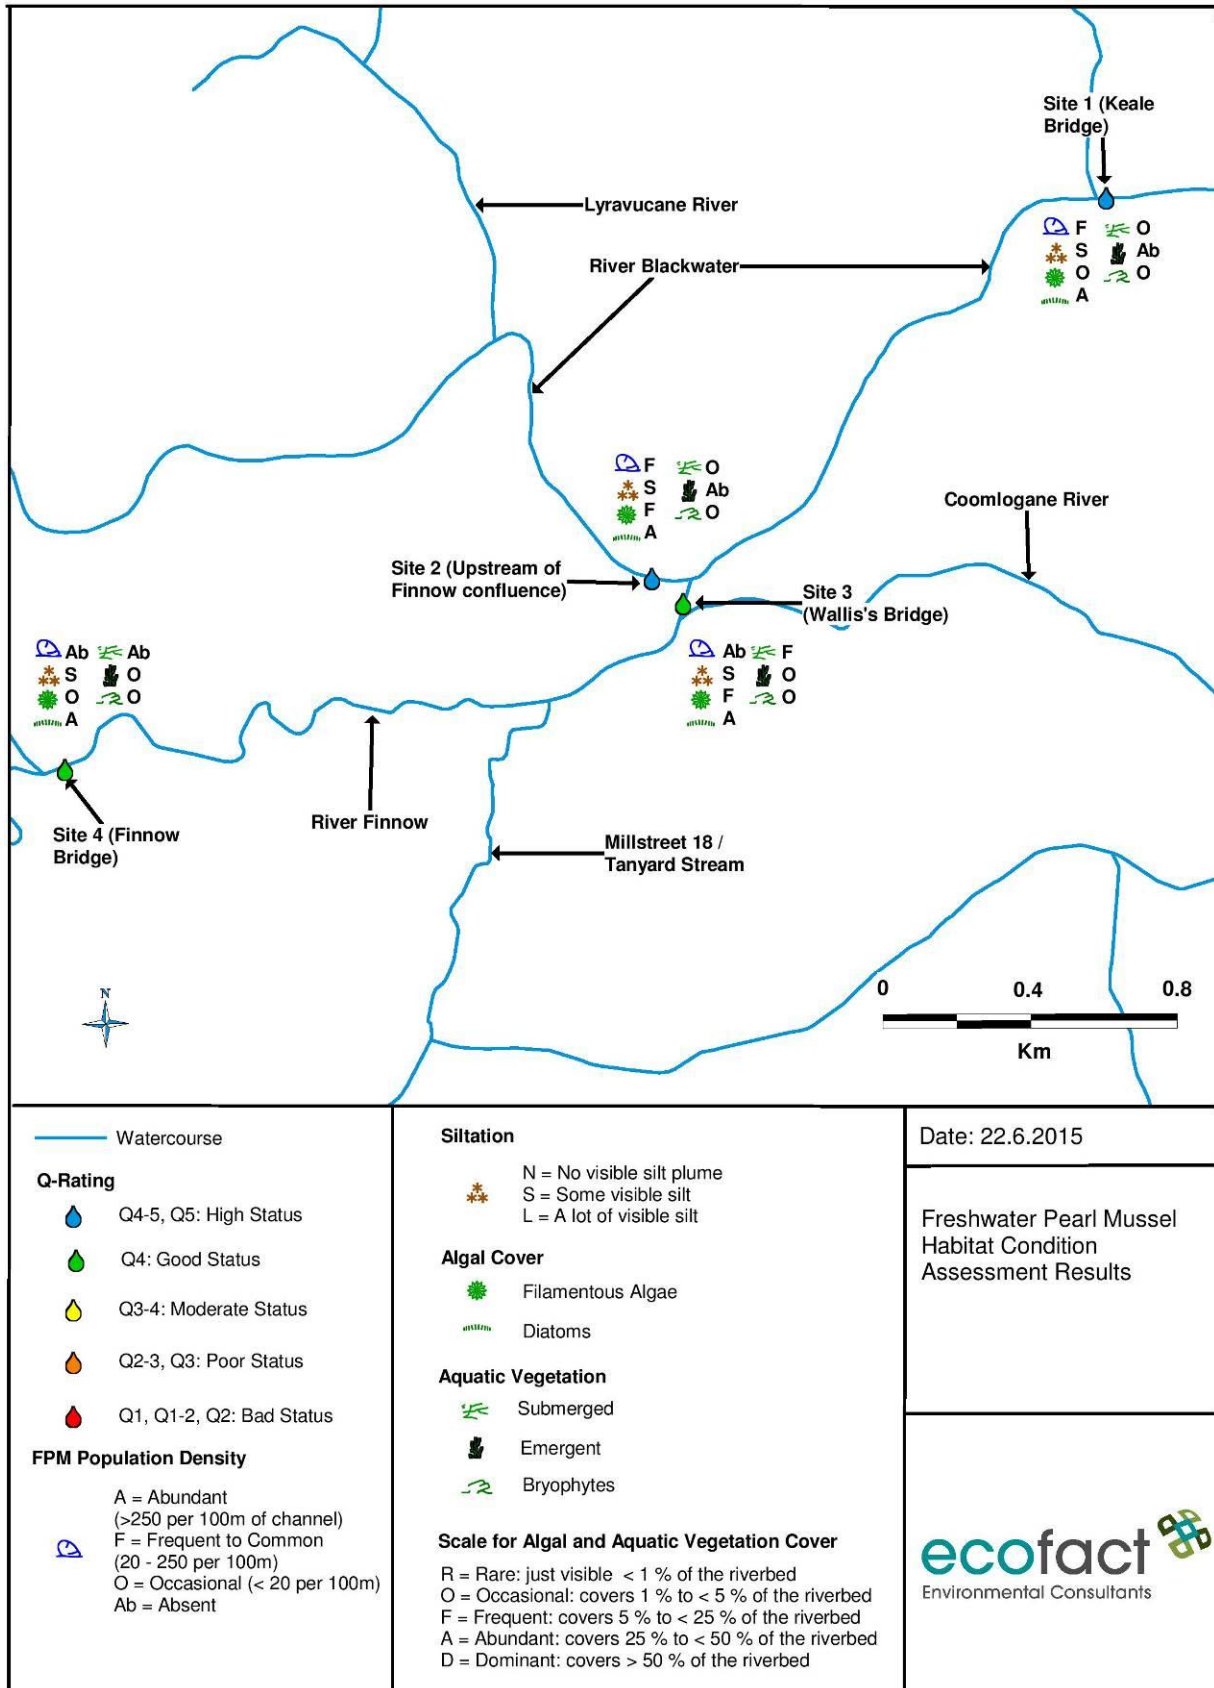 Site 1 (Keale
Bridge)
Lyravucane River
River Blackwater
F O
S Ab
O O
A
F O
S Ab
F O
A
Coomlogane River
Site 2 (Upstream of
Finnow confluence)
Site 3
(Wallis's Bridge)
Ab Ab
S O
O O
A
Ab F
S O
F O
A
River Finnow
Site 4 (Finnow
Bridge)
Millstreet 18 /
Tanyard Stream
N
0 0.4 0.8
Km
Watercourse
Q-Rating
Q4-5, Q5: High Status
Q4: Good Status
Q3-4: Moderate Status
Q2-3, Q3: Poor Status
Q1, Q1-2, Q2: Bad Status
FPM Population Density
A = Abundant
(>250 per 100m of channel)
F = Frequent to Common
(20 - 250 per 100m)
O = Occasional (< 20 per 100m)
Ab = Absent
Siltation
N = No visible silt plume
S = Some visible silt
L = A lot of visible silt
Algal Cover
Filamentous Algae
Diatoms
Aquatic Vegetation
Submerged
Emergent
Bryophytes
Scale for Algal and Aquatic Vegetation Cover
R = Rare: just visible < 1 % of the riverbed
O = Occasional: covers 1 % to < 5 % of the riverbed
F = Frequent: covers 5 % to < 25 % of the riverbed
A = Abundant: covers 25 % to < 50 % of the riverbed
D = Dominant: covers > 50 % of the riverbed
Date: 22.6.2015
Freshwater Pearl Mussel
Habitat Condition
Assessment Results
ecofact
Environmental Consultants